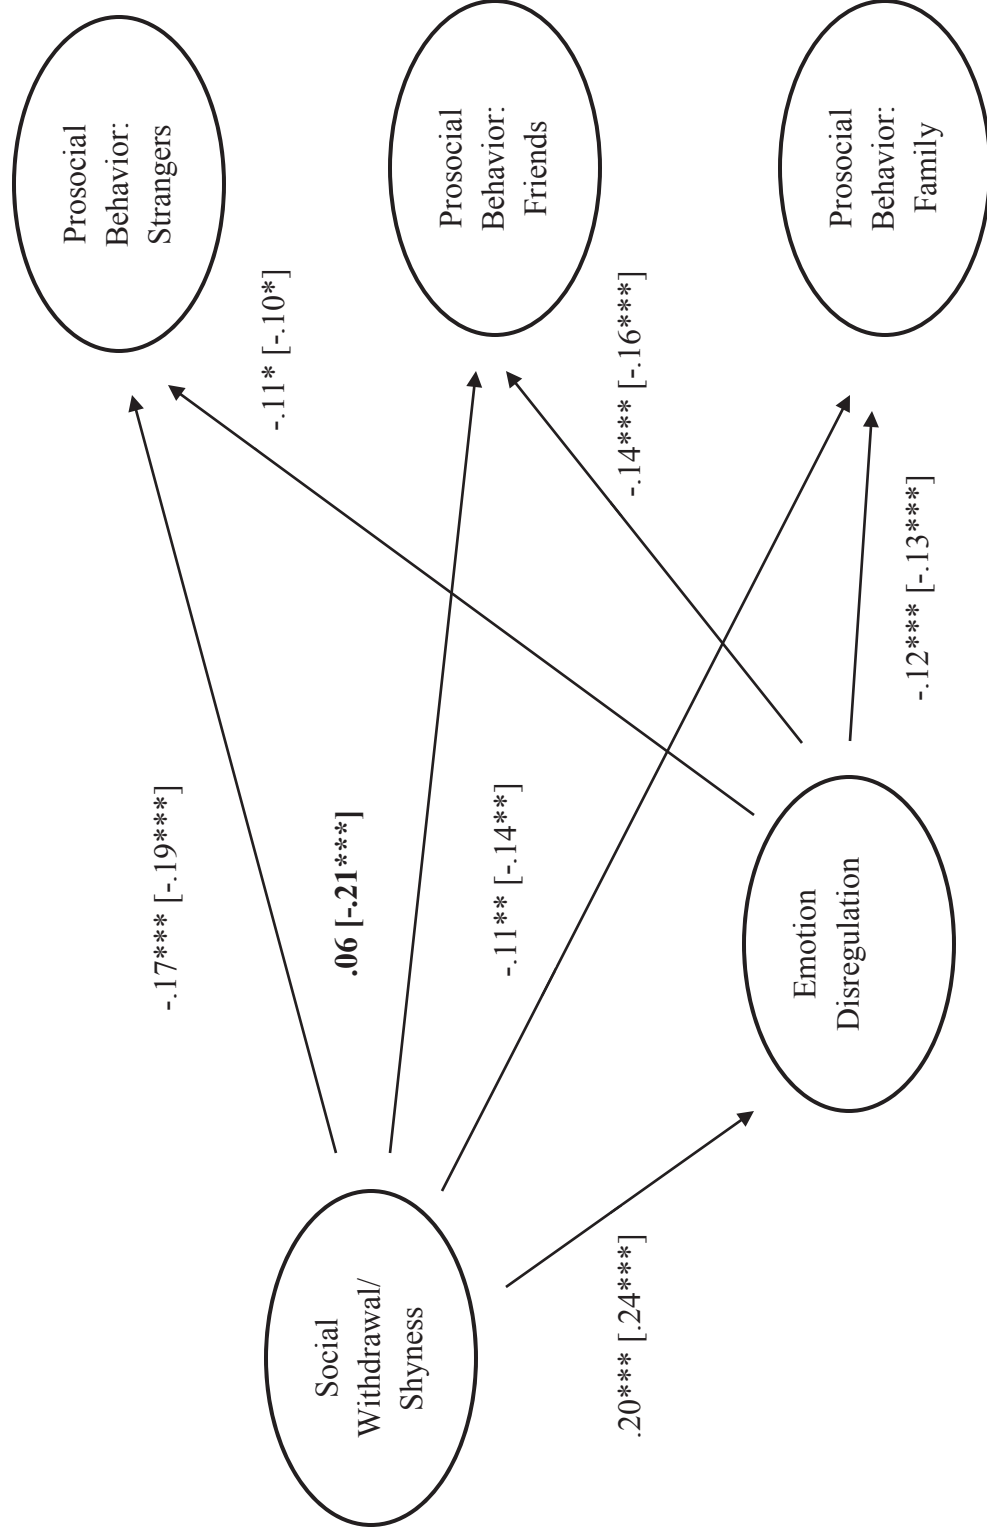 Prosocial
Behavior:
Strangers
-.11* [-.10*]
Prosocial
Behavior:
Friends
-.14*** [-.16***]
Prosocial
Behavior:
Family
-.17*** [-.19***]
.06 [-.21***]
-.11** [-.14**]
-.12*** [-.13***]
Social
Withdrawal/
Shyness
.20*** [.24***]
Emotion
Disregulation